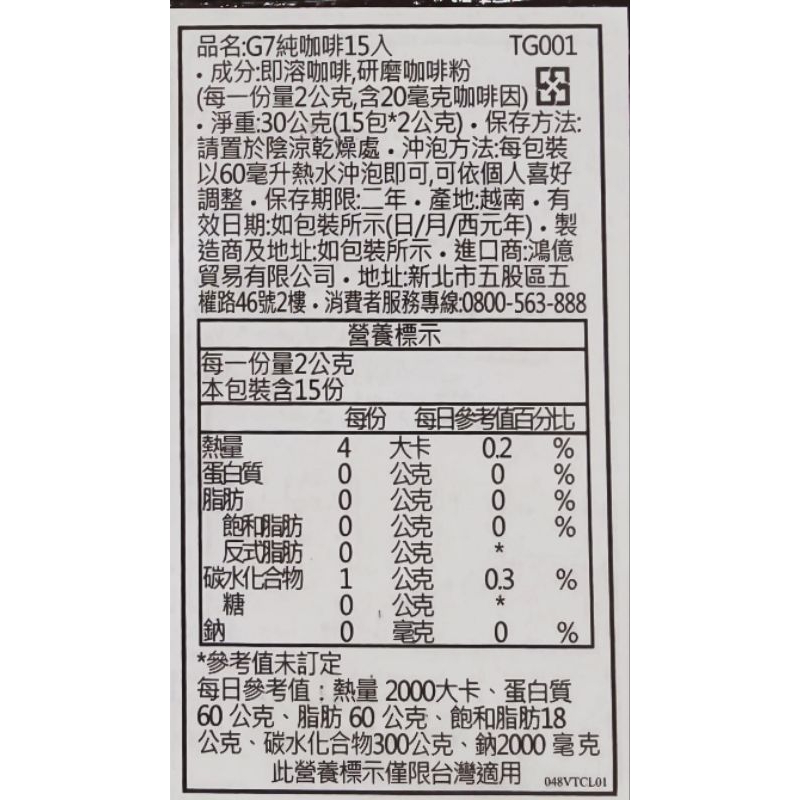 品名:G7純咖啡15入 TG001
・成分:即溶咖啡,研磨咖啡粉
(每一份量2公克,含20毫克咖啡因)
・淨重:30公克(15包*2公克)・保存方法:
請置於陰涼乾燥處・沖泡方法:每包裝
以60毫升熱水沖泡即可,可依個人喜好
調整・保存期限:二年・產地:越南・有
效日期:如包裝所示(日/月/西元年)・製
造商及地址:如包裝所示・進口商:鴻億
貿易有限公司・地址:新北市五股區五
權路46號2樓・消費者服務專線:0800-563-888
營養標示
每一份量2公克
本包裝含15份
每份 每日參考值百分比
熱量 4 大卡 0.2 %
蛋白質 0 公克 0 %
脂肪 0 公克 0 %
飽和脂肪 0 公克 0 %
反式脂肪 0 公克 *
碳水化合物 1 公克 0.3 %
糖 0 公克 *
鈉 0 毫克 0 %
*參考值未訂定
每日參考值：熱量 2000大卡、蛋白質
60 公克、脂肪 60 公克、飽和脂肪18
公克、碳水化合物300公克、鈉2000 毫克
此營養標示僅限台灣適用 048VTCL01